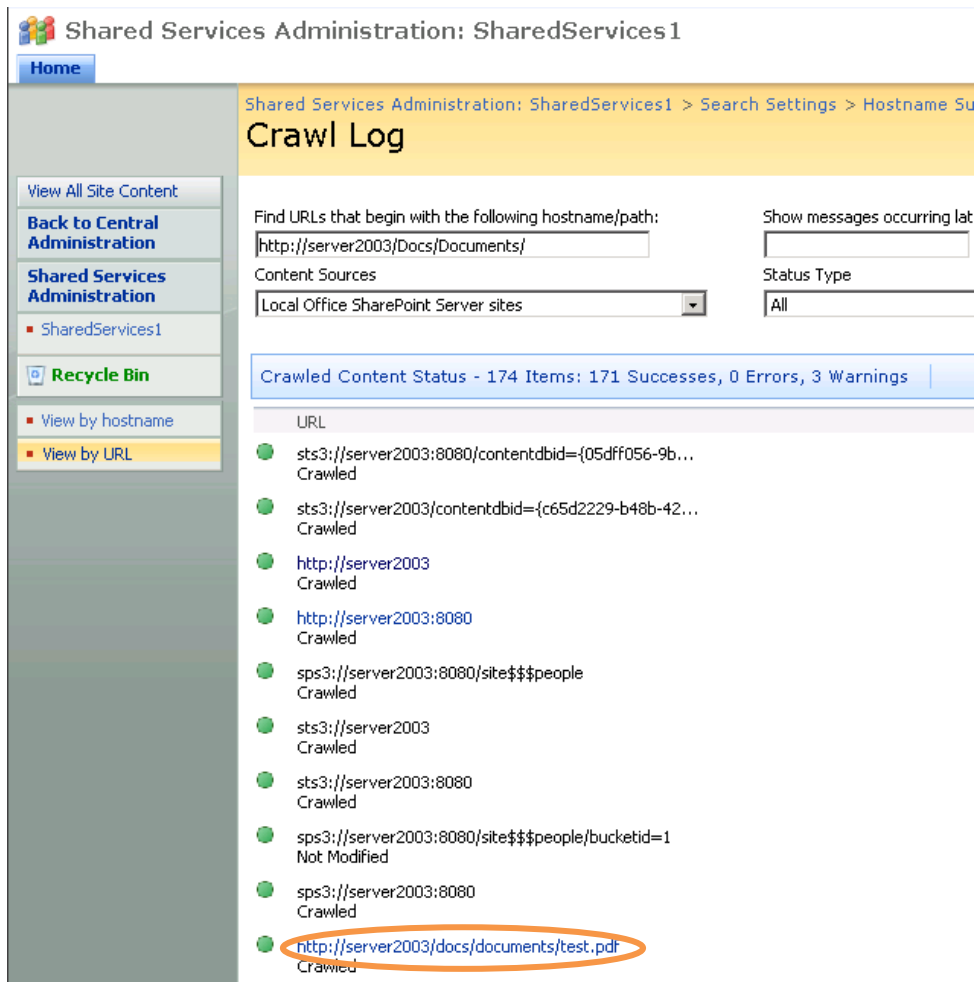 Shared Services Administration: SharedServices1
Home
Shared Services Administration: SharedServices1 > Search Settings > Hostname Su
Crawl Log
View All Site Content
Back to Central
Administration
Shared Services
Administration
SharedServices1
Recycle Bin
View by hostname
View by URL
Find URLs that begin with the following hostname/path:
Show messages occurring lat
http://server2003/Docs/Documents/
Content Sources
Status Type
Local Office SharePoint Server sites
All
Crawled Content Status - 174 Items: 171 Successes, 0 Errors, 3 Warnings
URL
sts3://server2003:8080/contentdbid={05dff056-9b...
Crawled
sts3://server2003/contentdbid={c65d2229-b48b-42...
Crawled
http://server2003
Crawled
http://server2003:8080
Crawled
sps3://server2003:8080/site$$$people
Crawled
sts3://server2003
Crawled
sts3://server2003:8080
Crawled
sps3://server2003:8080/site$$$people/bucketid=1
Not Modified
sps3://server2003:8080
Crawled
http://server2003/docs/documents/test.pdf
Crawled